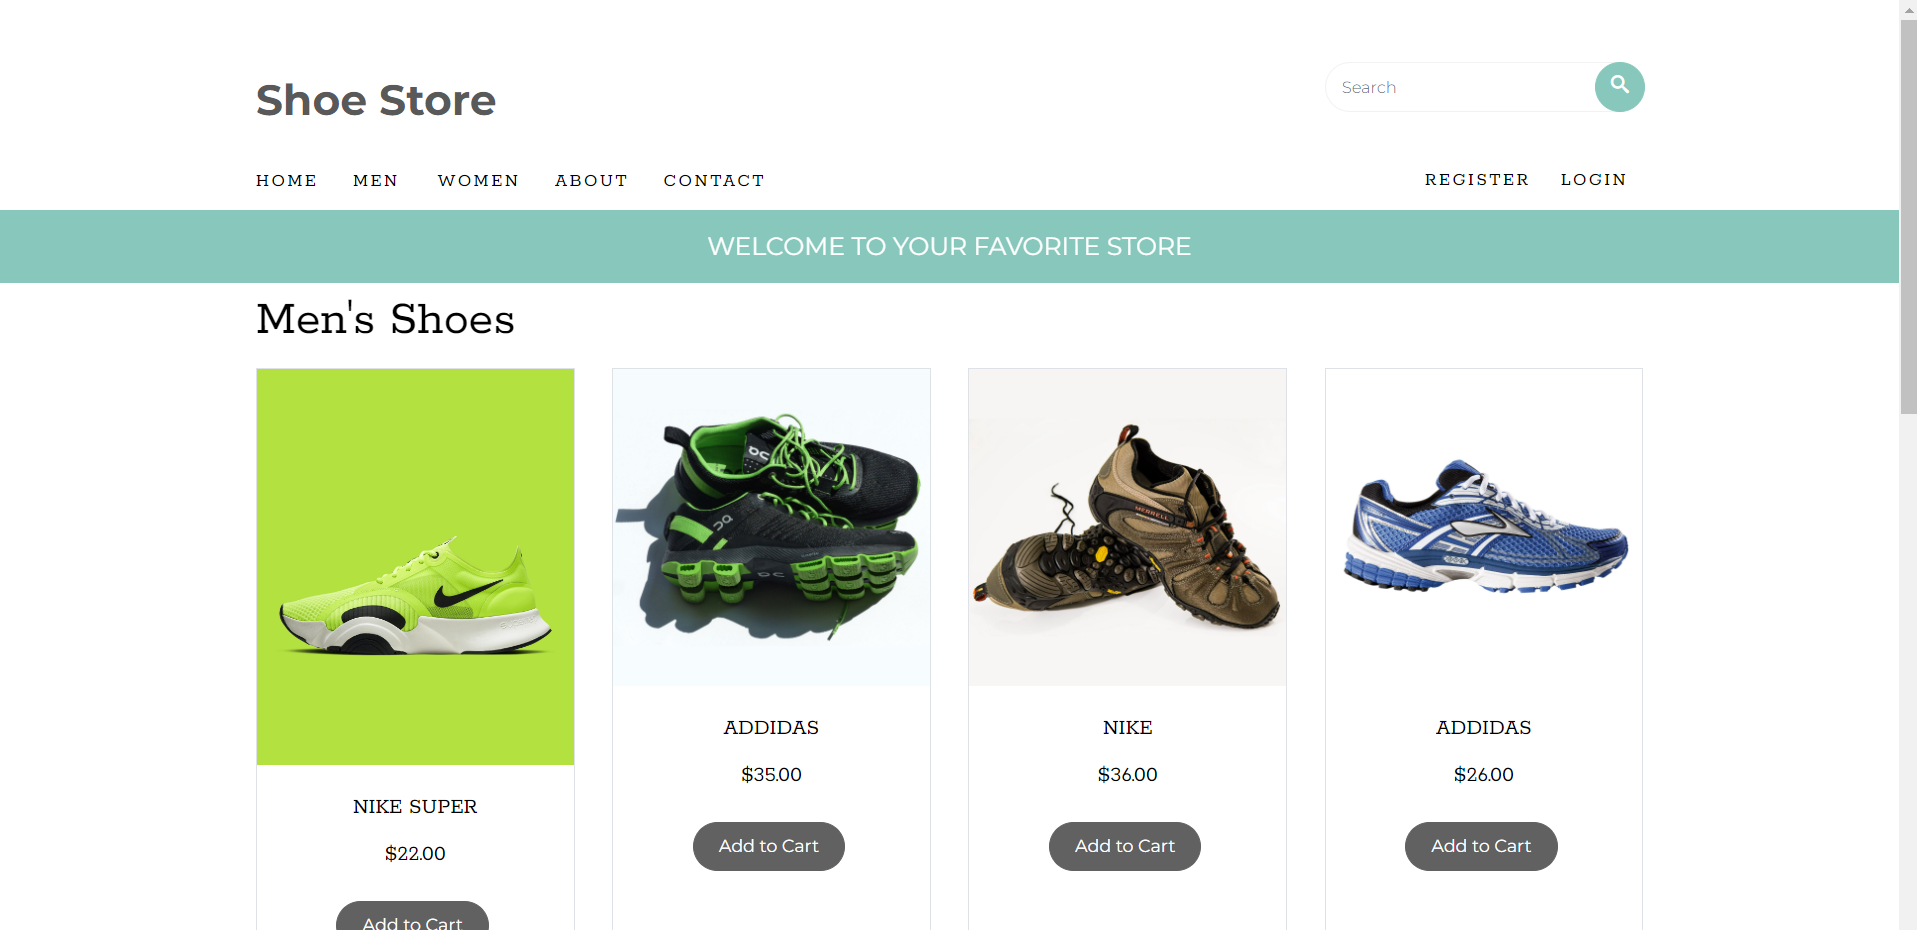 Shoe Store
Search
HOME MEN WOMEN ABOUT CONTACT
REGISTER LOGIN
WELCOME TO YOUR FAVORITE STORE
Men's Shoes
MERRELL
NIKE SUPER
$22.00
Add to Cart
ADDIDAS
$35.00
Add to Cart
NIKE
$36.00
Add to Cart
ADDIDAS
$26.00
Add to Cart